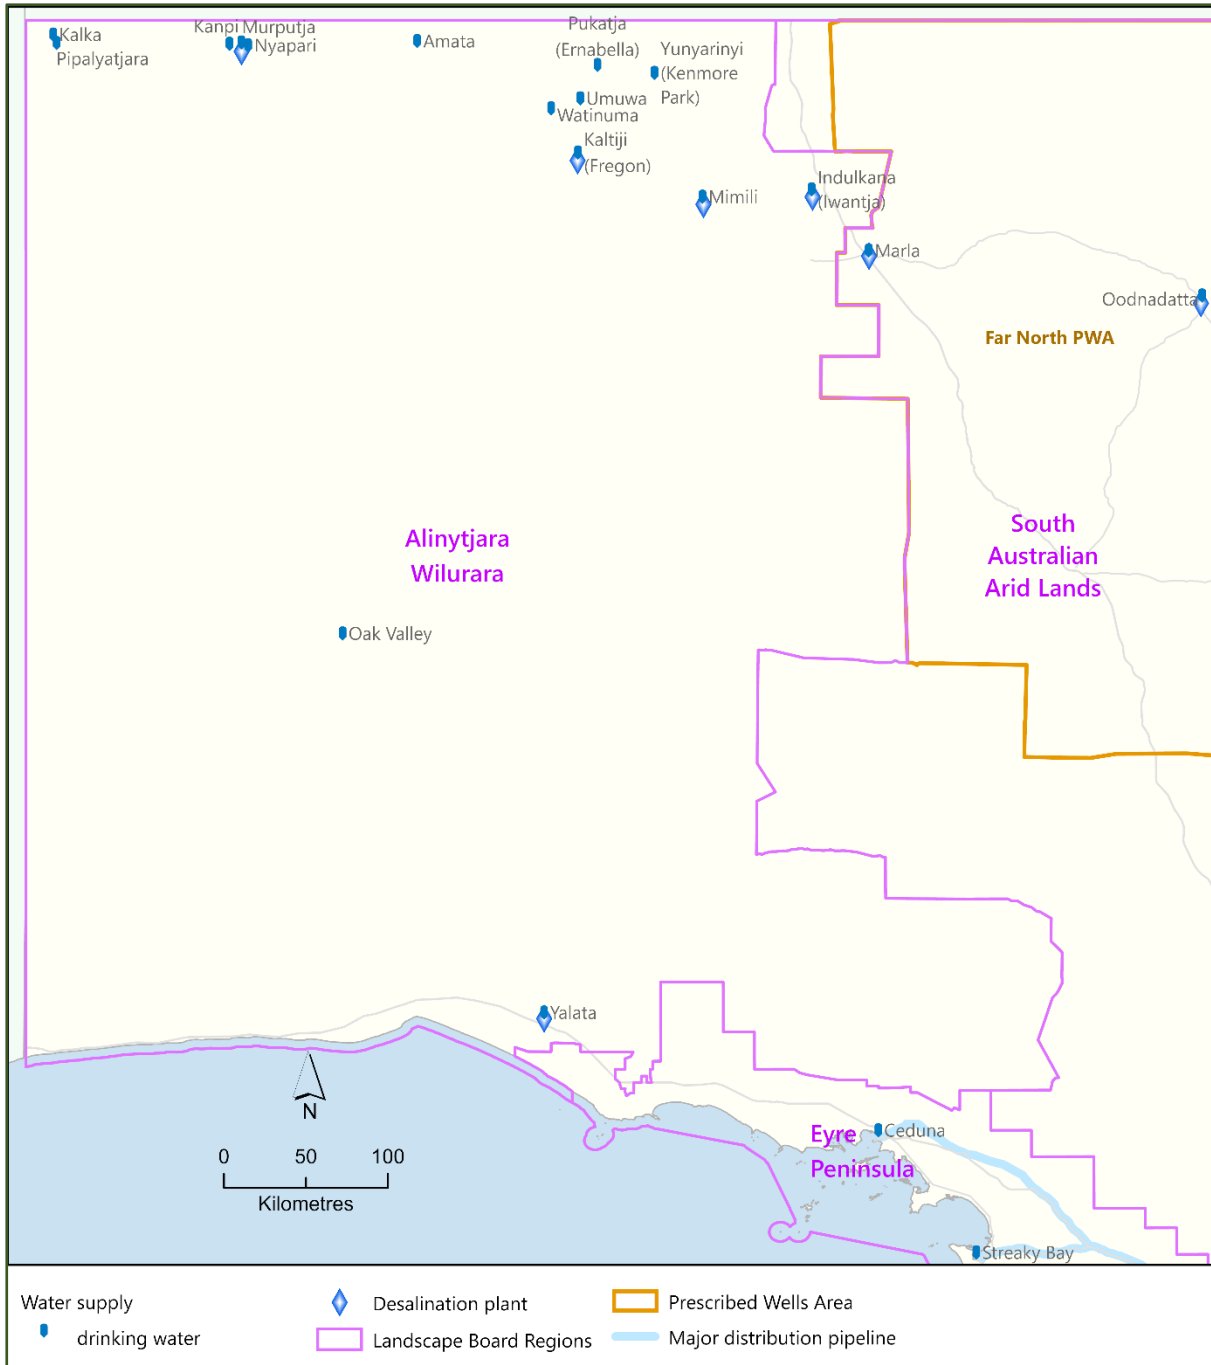 Kalka
Pipalyatjara
Kanpi
Murputja
Nyapari
Amata
Pukatja
(Ernabella)
Yunyarinyi
(Kenmore
Park)
Umuwa
Watinuma
Kaltiji
(Fregon)
Mimili
Indulkana
(Iwantja)
Marla
Oodnadatta
Far North PWA
Alinytjara
Wilurara
South
Australian
Arid Lands
Oak Valley
Yalata
N
0 50 100
Kilometres
Eyre
Peninsula
Ceduna
Streaky Bay
Water supply
drinking water
Desalination plant
Landscape Board Regions
Prescribed Wells Area
Major distribution pipeline